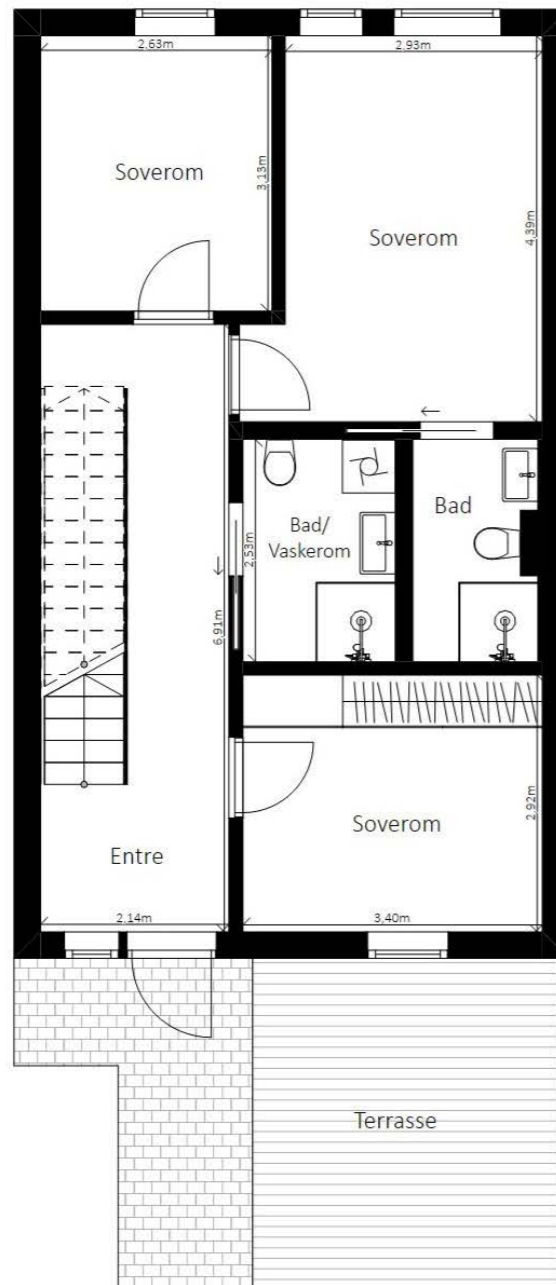 2.63m
2.93m
Soverom
3,13m
Soverom
4,39m
Bad/
Vaskerom
2,53m
Bad
6,91m
Soverom
2,92m
Entre
2,14m
3,40m
Terrasse